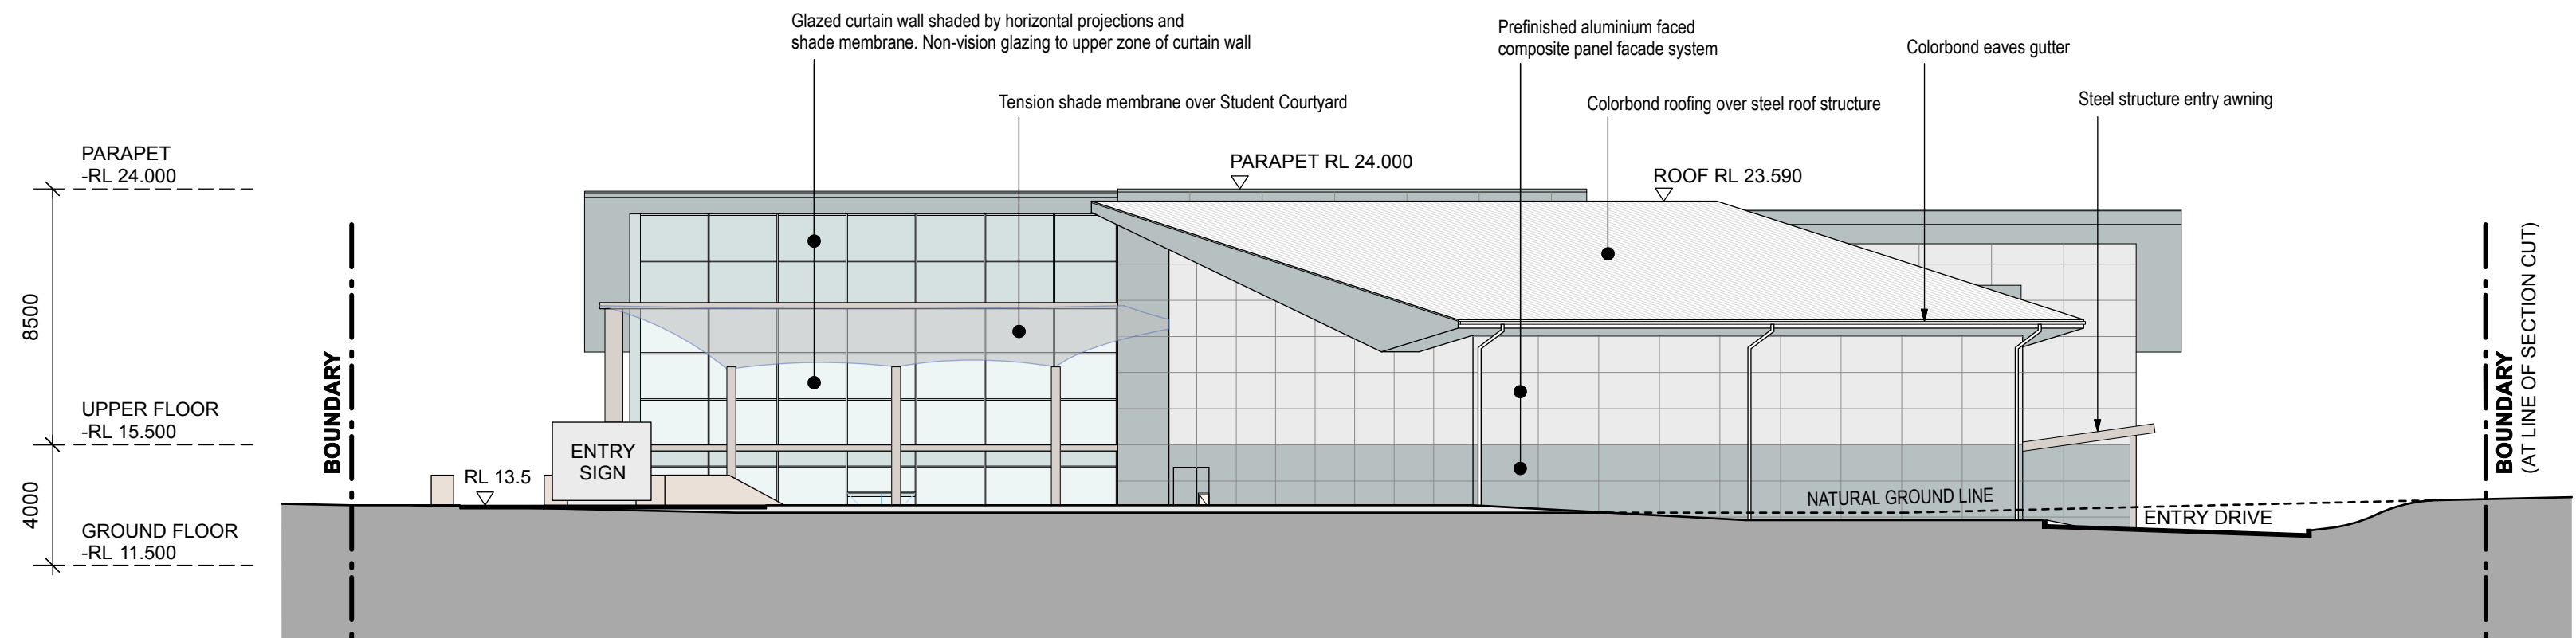 Glazed curtain wall shaded by horizontal projections and
shade membrane. Non-vision glazing to upper zone of curtain wall
Prefinished aluminium faced
composite panel facade system
Colorbond eaves gutter
Tension shade membrane over Student Courtyard
Colorbond roofing over steel roof structure
Steel structure entry awning
PARAPET
-RL 24.000
PARAPET RL 24.000
ROOF RL 23.590
8500
BOUNDARY
BOUNDARY
(AT LINE OF SECTION CUT)
UPPER FLOOR
-RL 15.500
ENTRY
SIGN
RL 13.5
4000
NATURAL GROUND LINE
ENTRY DRIVE
GROUND FLOOR
-RL 11.500